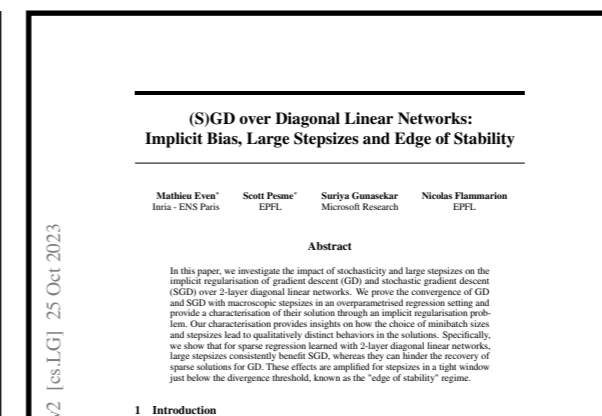 (S)GD over Diagonal Linear Networks:
Implicit Bias, Large Stepsizes and Edge of Stability
Mathieu Even* Scott Pesme* Suriya Gunasekar Nicolas Flammarion
Inria - ENS Paris EPFL Microsoft Research EPFL
Abstract
In this paper, we investigate the impact of stochasticity and large stepsizes on the
implicit regularisation of gradient descent (GD) and stochastic gradient descent
(SGD) over 2-layer diagonal linear networks. We prove the convergence of GD
and SGD with macroscopic stepsizes in an overparametrised regression setting and
provide a characterisation of their solution through an implicit regularisation prob-
lem. Our characterisation provides insights on how the choice of minibatch sizes
and stepsizes lead to qualitatively distinct behaviors in the solutions. Specifically,
we show that for sparse regression learned with 2-layer diagonal linear networks,
large stepsizes consistently benefit SGD, whereas they can hinder the recovery of
sparse solutions for GD. These effects are amplified for stepsizes in a tight window
just below the divergence threshold, known as the "edge of stability" regime.
1 Introduction
v2 [cs.LG] 25 Oct 2023